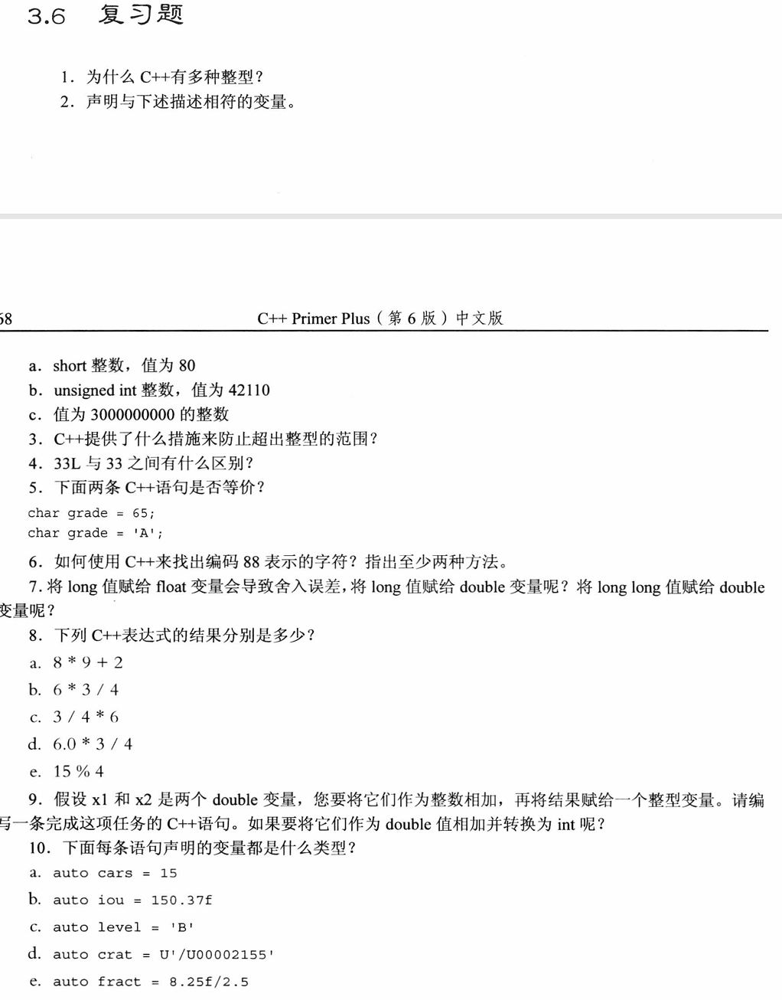 3.6 复习题
1．为什么 C++有多种整型？
2．声明与下述描述相符的变量。
68 C++ Primer Plus（第 6 版）中文版
a．short 整数，值为 80
b．unsigned int 整数，值为 42110
c．值为 3000000000 的整数
3．C++提供了什么措施来防止超出整型的范围？
4．33L 与 33 之间有什么区别？
5．下面两条 C++语句是否等价？
char grade = 65;
char grade = 'A';
6．如何使用 C++来找出编码 88 表示的字符？指出至少两种方法。
7．将 long 值赋给 float 变量会导致舍入误差，将 long 值赋给 double 变量呢？将 long long 值赋给 double
变量呢？
8．下列 C++表达式的结果分别是多少？
a. 8 * 9 + 2
b. 6 * 3 / 4
c. 3 / 4 * 6
d. 6.0 * 3 / 4
e. 15 % 4
9．假设 x1 和 x2 是两个 double 变量，您要将它们作为整数相加，再将结果赋给一个整型变量。请编
写一条完成这项任务的 C++语句。如果要将它们作为 double 值相加并转换为 int 呢？
10．下面每条语句声明的变量都是什么类型？
a. auto cars = 15
b. auto iou = 150.37f
c. auto level = 'B'
d. auto crat = U'/U00002155'
e. auto fract = 8.25f/2.5